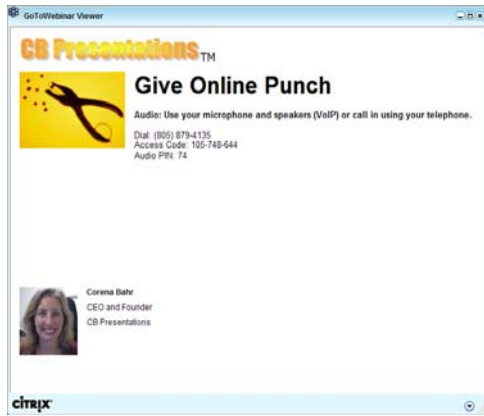 GoToWebinar Viewer
CB Presentations TM
Give Online Punch
Audio: Use your microphone and speakers (VoIP) or call in using your telephone.
Dial: (805) 879-4135
Access Code: 105-748-644
Audio PIN: 74
Corena Bahr
CEO and Founder
CB Presentations
CİTRIX